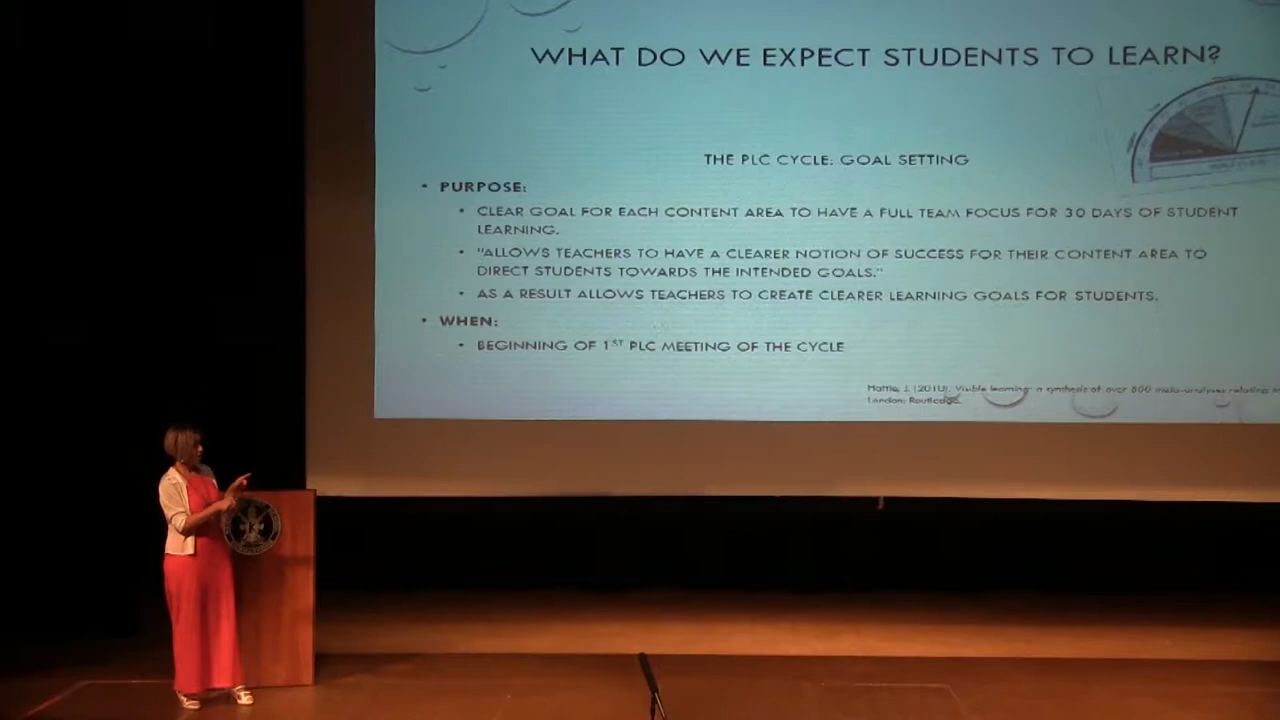 WHAT DO WE EXPECT STUDENTS TO LEARN?
THE PLC CYCLE: GOAL SETTING
• PURPOSE:
• CLEAR GOAL FOR EACH CONTENT AREA TO HAVE A FULL TEAM FOCUS FOR 30 DAYS OF STUDENT
LEARNING.
• "ALLOWS TEACHERS TO HAVE A CLEARER NOTION OF SUCCESS FOR THEIR CONTENT AREA TO
DIRECT STUDENTS TOWARDS THE INTENDED GOALS."
• AS A RESULT ALLOWS TEACHERS TO CREATE CLEARER LEARNING GOALS FOR STUDENTS.
• WHEN:
• BEGINNING OF 1ST PLC MEETING OF THE CYCLE
Hattie, J. (2010). Visible learning: a synthesis of over 800 meta-analyses relating
London: Routledge.